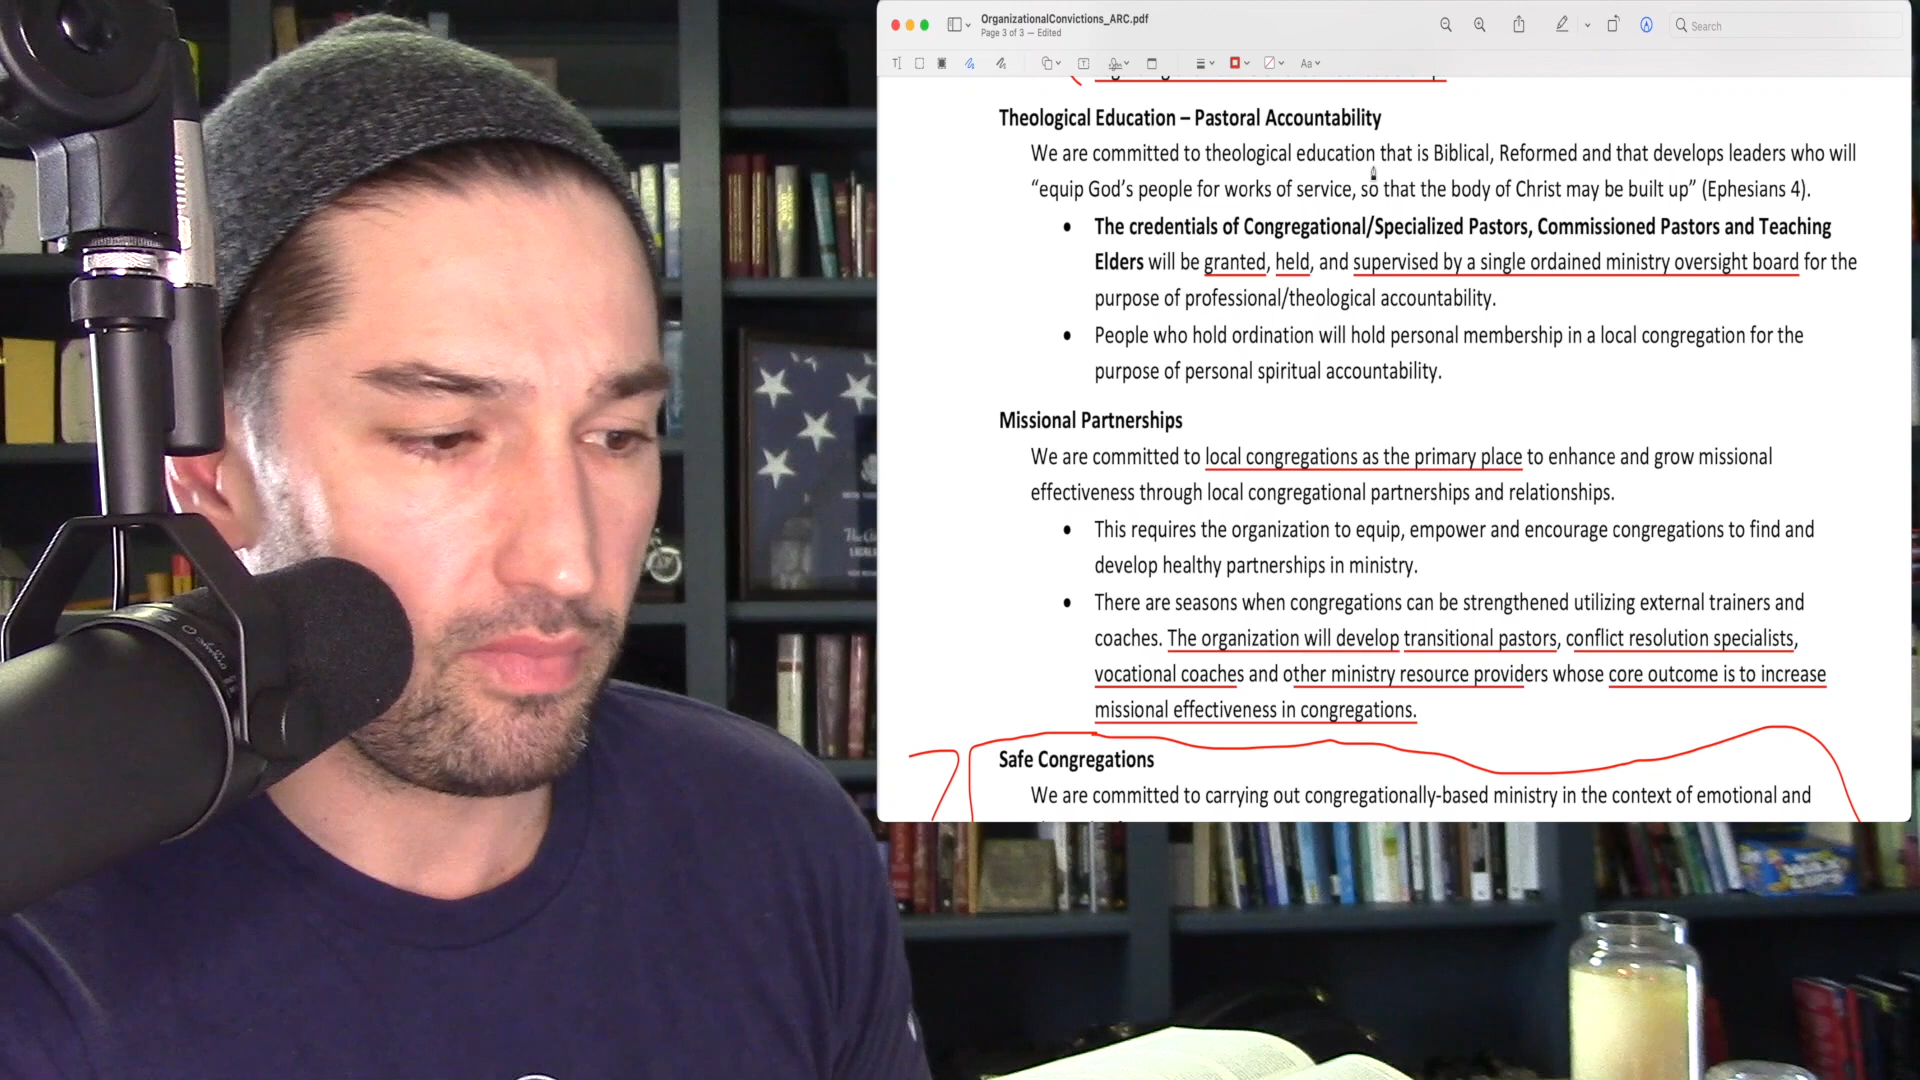 OrganizationalConvictions_ARC.pdf
Page 3 of 3 — Edited
Search
Aa
Theological Education – Pastoral Accountability
We are committed to theological education that is Biblical, Reformed and that develops leaders who will
“equip God’s people for works of service, so that the body of Christ may be built up” (Ephesians 4).
• The credentials of Congregational/Specialized Pastors, Commissioned Pastors and Teaching
Elders will be granted, held, and supervised by a single ordained ministry oversight board for the
purpose of professional/theological accountability.
• People who hold ordination will hold personal membership in a local congregation for the
purpose of personal spiritual accountability.
Missional Partnerships
We are committed to local congregations as the primary place to enhance and grow missional
effectiveness through local congregational partnerships and relationships.
• This requires the organization to equip, empower and encourage congregations to find and
develop healthy partnerships in ministry.
• There are seasons when congregations can be strengthened utilizing external trainers and
coaches. The organization will develop transitional pastors, conflict resolution specialists,
vocational coaches and other ministry resource providers whose core outcome is to increase
missional effectiveness in congregations.
Safe Congregations
We are committed to carrying out congregationally-based ministry in the context of emotional and